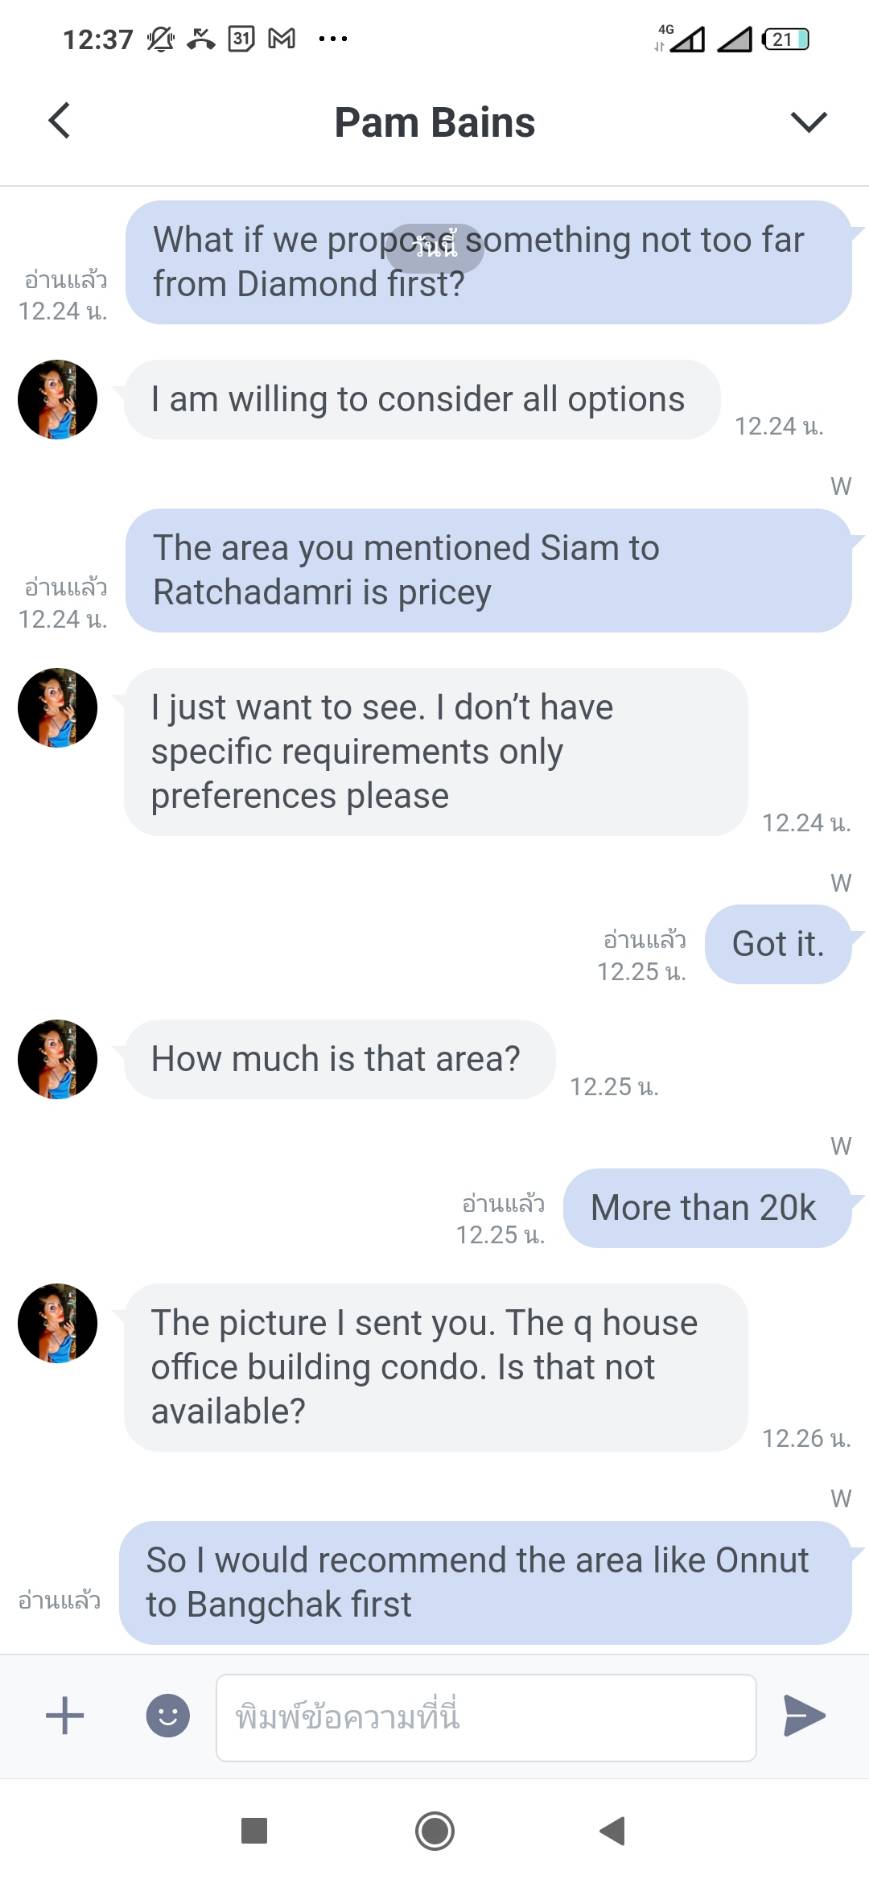 12:37
31
4G
21
Pam Bains
What if we propose something not too far
from Diamond first?
วันนี้
อ่านแล้ว
12.24 น.
I am willing to consider all options
12.24 น.
W
The area you mentioned Siam to
Ratchadamri is pricey
อ่านแล้ว
12.24 น.
I just want to see. I don’t have
specific requirements only
preferences please
12.24 น.
W
Got it.
อ่านแล้ว
12.25 น.
How much is that area?
12.25 น.
W
More than 20k
อ่านแล้ว
12.25 น.
The picture I sent you. The q house
office building condo. Is that not
available?
12.26 น.
W
So I would recommend the area like Onnut
to Bangchak first
อ่านแล้ว
พิมพ์ข้อความที่นี่